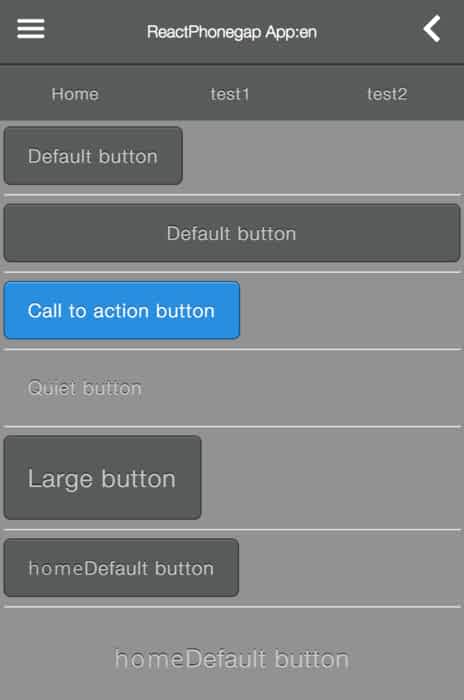 ReactPhonegap App:en
Home test1 test2
Default button
Default button
Call to action button
Quiet button
Large button
homeDefault button
homeDefault button